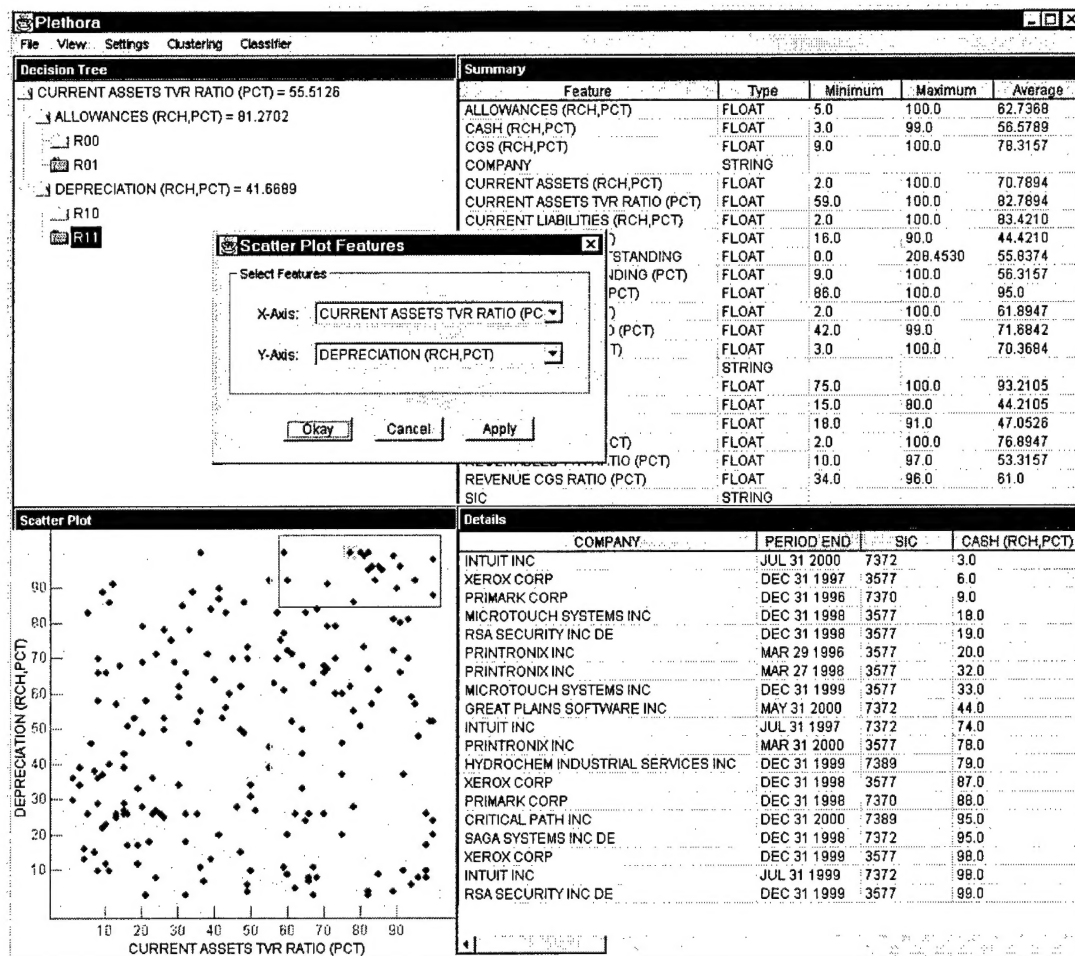 Plethora
File View Settings Clustering Classifier
Decision Tree
CURRENT ASSETS TVR RATIO (PCT) = 55.5126
ALLOWANCES (RCH,PCT) = 81.2702
R00
R01
DEPRECIATION (RCH,PCT) = 41.6689
R10
R11
Summary
Feature Type Minimum Maximum Average
ALLOWANCES (RCH,PCT) FLOAT 5.0 100.0 62.7368
CASH (RCH,PCT) FLOAT 3.0 99.0 56.5789
CGS (RCH,PCT) FLOAT 9.0 100.0 78.3157
COMPANY STRING
CURRENT ASSETS (RCH,PCT) FLOAT 2.0 100.0 70.7894
CURRENT ASSETS TVR RATIO (PCT) FLOAT 59.0 100.0 82.7894
CURRENT LIABILITIES (RCH,PCT) FLOAT 2.0 100.0 83.4210
) FLOAT 16.0 90.0 44.4210
TSTANDING FLOAT 0.0 208.4530 55.8374
NDING (PCT) FLOAT 9.0 100.0 56.3157
PCT) FLOAT 86.0 100.0 95.0
) FLOAT 2.0 100.0 61.8947
(PCT) FLOAT 42.0 99.0 71.6842
T) FLOAT 3.0 100.0 70.3684
STRING
FLOAT 75.0 100.0 93.2105
FLOAT 15.0 80.0 44.2105
FLOAT 18.0 91.0 47.0526
CT) FLOAT 2.0 100.0 76.8947
TIO (PCT) FLOAT 10.0 97.0 53.3157
REVENUE CGS RATIO (PCT) FLOAT 34.0 96.0 61.0
SIC STRING
Scatter Plot Features
Select Features
X-Axis: CURRENT ASSETS TVR RATIO (PC
Y-Axis: DEPRECIATION (RCH,PCT)
Okay Cancel Apply
Scatter Plot
DEPRECIATION (RCH,PCT)
90
80
70
60
50
40
30
20
10
10 20 30 40 50 60 70 80 90
CURRENT ASSETS TVR RATIO (PCT)
Details
COMPANY PERIOD END SIC CASH (RCH,PCT)
INTUIT INC JUL 31 2000 7372 3.0
XEROX CORP DEC 31 1997 3577 6.0
PRIMARK CORP DEC 31 1996 7370 9.0
MICROTOUCH SYSTEMS INC DEC 31 1998 3577 18.0
RSA SECURITY INC DE DEC 31 1998 3577 19.0
PRINTRONIX INC MAR 29 1996 3577 20.0
PRINTRONIX INC MAR 27 1998 3577 32.0
MICROTOUCH SYSTEMS INC DEC 31 1999 3577 33.0
GREAT PLAINS SOFTWARE INC MAY 31 2000 7372 44.0
INTUIT INC JUL 31 1997 7372 74.0
PRINTRONIX INC MAR 31 2000 3577 78.0
HYDROCHEM INDUSTRIAL SERVICES INC DEC 31 1999 7389 79.0
XEROX CORP DEC 31 1998 3577 87.0
PRIMARK CORP DEC 31 1998 7370 88.0
CRITICAL PATH INC DEC 31 2000 7389 95.0
SAGA SYSTEMS INC DE DEC 31 1998 7372 95.0
XEROX CORP DEC 31 1999 3577 98.0
INTUIT INC JUL 31 1999 7372 98.0
RSA SECURITY INC DE DEC 31 1999 3577 99.0